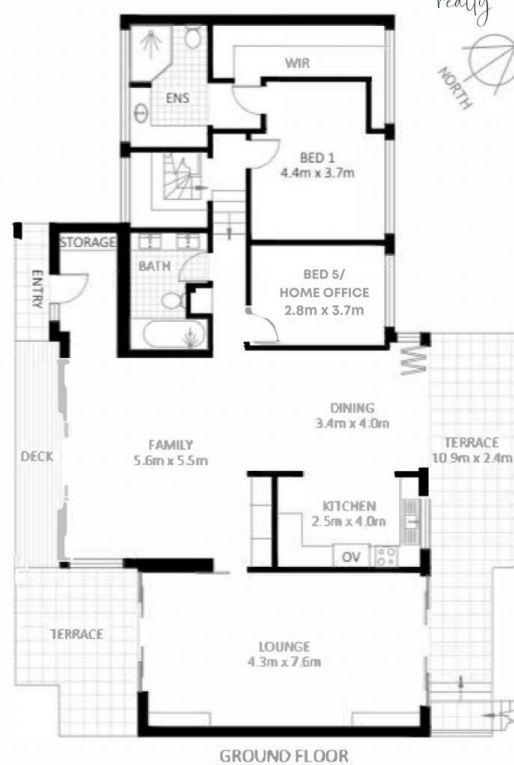 realty
NORTH
WIR
ENS
BED 1
4.4m x 3.7m
STORAGE
ENTRY
BATH
BED 5/
HOME OFFICE
2.8m x 3.7m
DINING
3.4m x 4.0m
FAMILY
5.6m x 5.5m
DECK
TERRACE
10.9m x 2.4m
KITCHEN
2.5m x 4.0m
OV
TERRACE
LOUNGE
4.3m x 7.6m
GROUND FLOOR